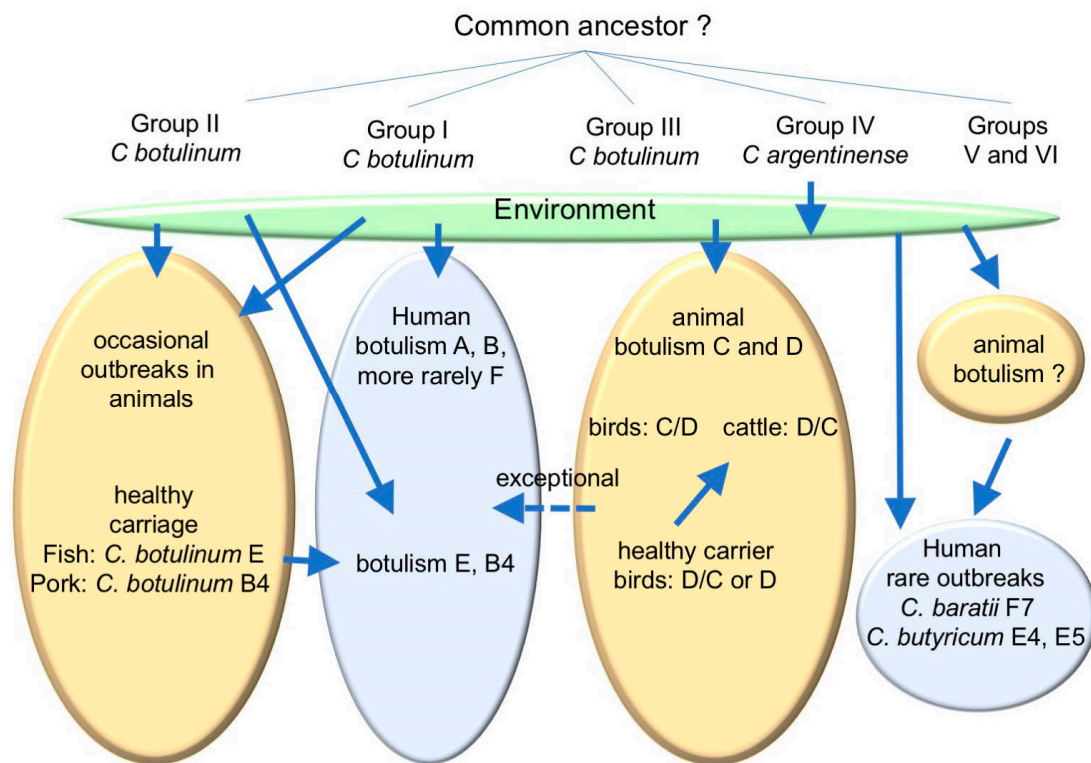 Common ancestor ?
Group II
C botulinum
Group I
C botulinum
Group III
C botulinum
Group IV
C argentinense
Groups
V and VI
Environment
occasional
outbreaks in
animals
healthy
carriage
Fish: C. botulinum E
Pork: C. botulinum B4
Human
botulism A, B,
more rarely F
botulism E, B4
exceptional
animal
botulism C and D
birds: C/D
cattle: D/C
healthy carrier
birds: D/C or D
animal
botulism ?
Human
rare outbreaks
C. baratii F7
C. butyricum E4, E5